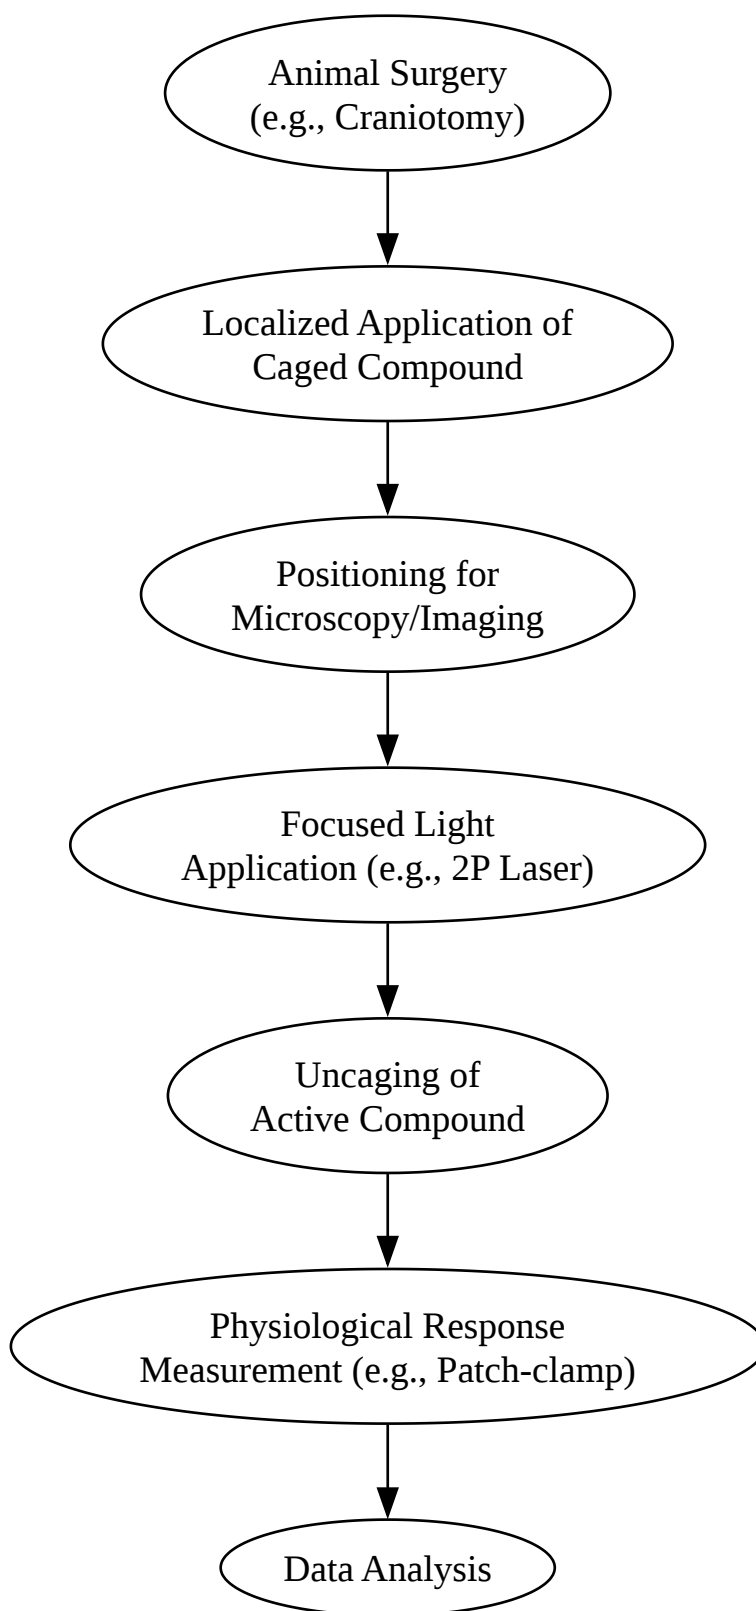 Animal Surgery
(e.g., Craniotomy)
Localized Application of
Caged Compound
Positioning for
Microscopy/Imaging
Focused Light
Application (e.g., 2P Laser)
Uncaging of
Active Compound
Physiological Response
Measurement (e.g., Patch-clamp)
Data Analysis